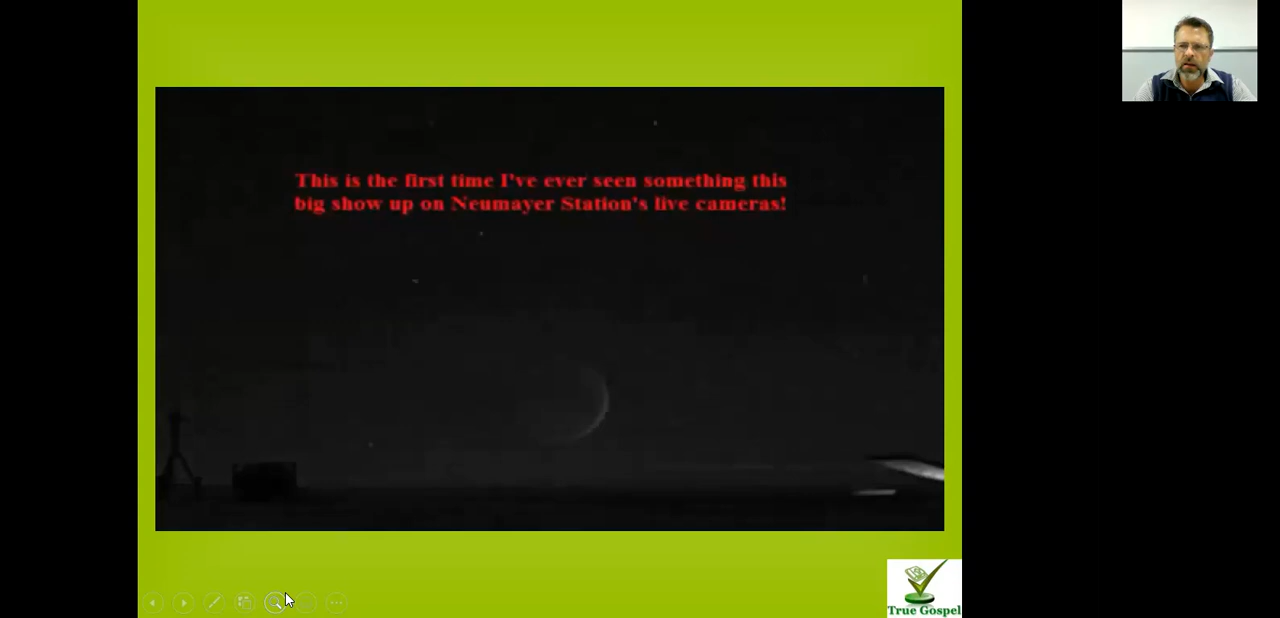 This is the first time I've ever seen something this
big show up on Neumayer Station's live cameras!
True Gospel